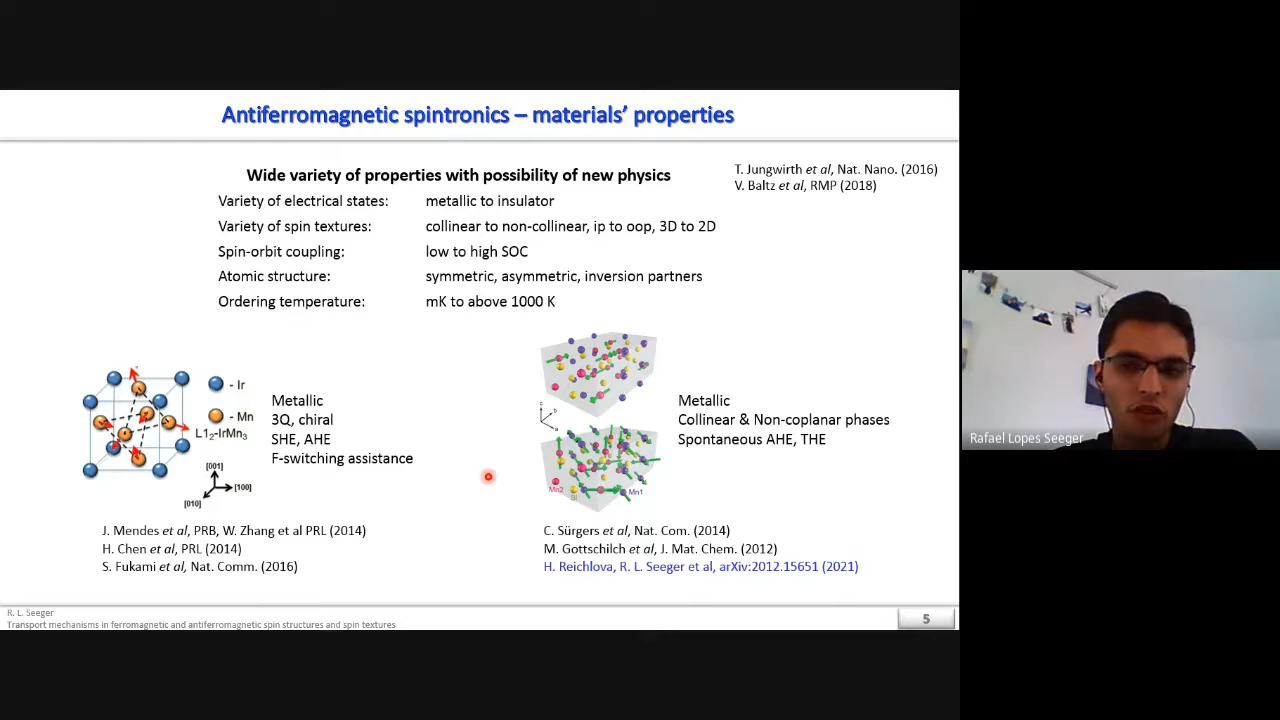 Antiferromagnetic spintronics – materials' properties
Wide variety of properties with possibility of new physics
T. Jungwirth et al, Nat. Nano. (2016)
V. Baltz et al, RMP (2018)
Variety of electrical states: metallic to insulator
Variety of spin textures: collinear to non-collinear, ip to oop, 3D to 2D
Spin-orbit coupling: low to high SOC
Atomic structure: symmetric, asymmetric, inversion partners
Ordering temperature: mK to above 1000 K
- Ir
- Mn
L1₂-IrMn₃
[001]
[100]
[010]
Metallic
3Q, chiral
SHE, AHE
F-switching assistance
Mn2
Mn1
Metallic
Collinear & Non-coplanar phases
Spontaneous AHE, THE
J. Mendes et al, PRB, W. Zhang et al PRL (2014)
H. Chen et al, PRL (2014)
S. Fukami et al, Nat. Comm. (2016)
C. Sürgers et al, Nat. Com. (2014)
M. Gottschilch et al, J. Mat. Chem. (2012)
H. Reichlova, R. L. Seeger et al, arXiv:2012.15651 (2021)
R. L. Seeger
Transport mechanisms in ferromagnetic and antiferromagnetic spin structures and spin textures
5
Rafael Lopes Seeger